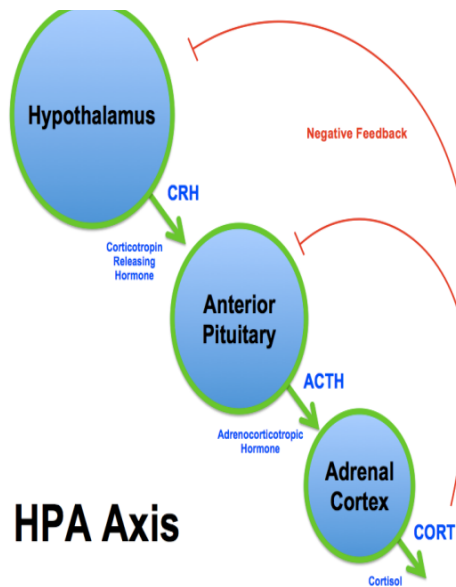 Hypothalamus
Negative Feedback
CRH
Corticotropin
Releasing
Hormone
Anterior
Pituitary
ACTH
Adrenocorticotropic
Hormone
Adrenal
Cortex
HPA Axis
CORT
Cortisol